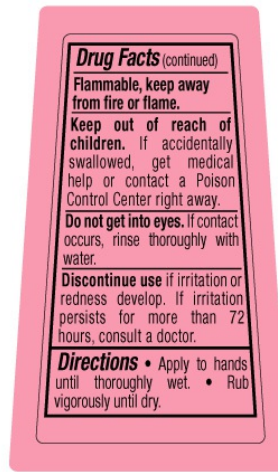 Drug Facts (continued)
Flammable, keep away
from fire or flame.
Keep out of reach of
children. If accidentally
swallowed, get medical
help or contact a Poison
Control Center right away.
Do not get into eyes. If contact
occurs, rinse thoroughly with
water.
Discontinue use if irritation or
redness develop. If irritation
persists for more than 72
hours, consult a doctor.
Directions • Apply to hands
until thoroughly wet. • Rub
vigorously until dry.